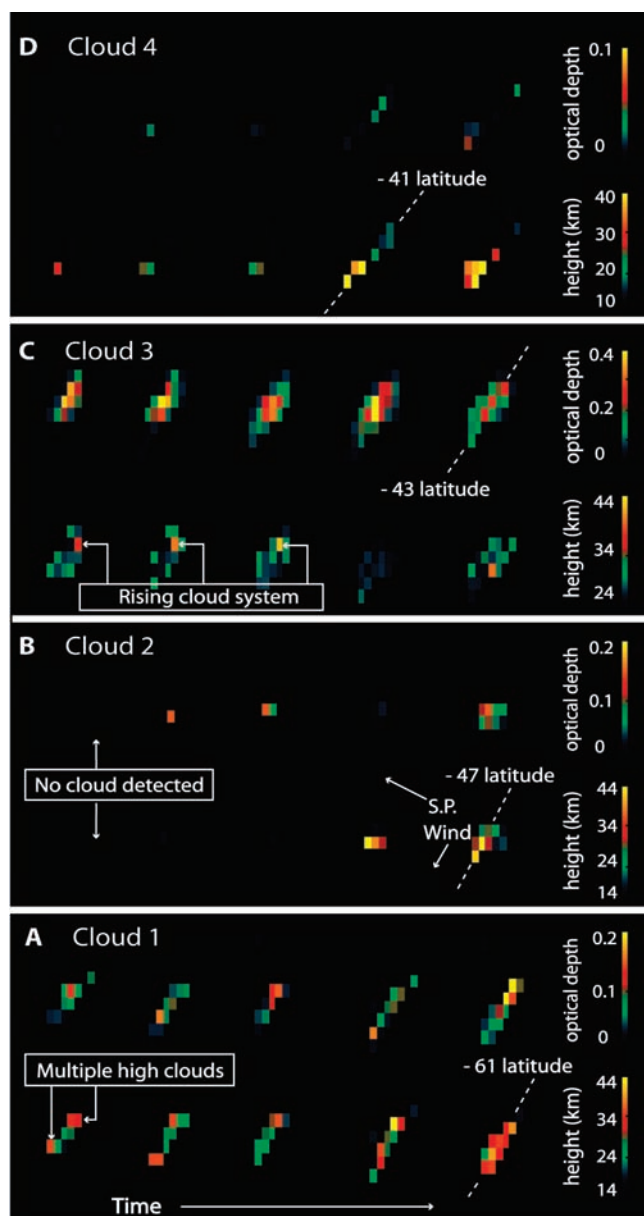 D Cloud 4
0.1
optical depth
0
- 41 latitude
40
30
20
10
height (km)
C Cloud 3
0.4
0.2
0
optical depth
- 43 latitude
44
34
24
height (km)
Rising cloud system
B Cloud 2
0.2
0.1
0
optical depth
No cloud detected
- 47 latitude
S.P.
Wind
44
34
24
14
height (km)
A Cloud 1
0.2
0.1
0
optical depth
Multiple high clouds
- 61 latitude
44
34
24
14
height (km)
Time